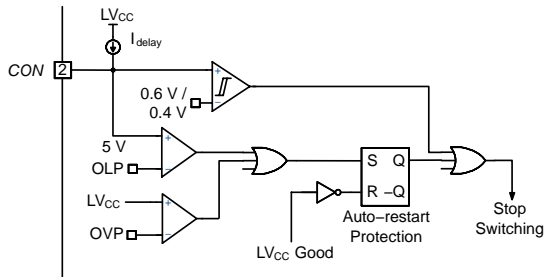 LVCC
Idelay
CON 2
+
−
0.6 V /
0.4 V
5 V
+
−
OLP
LVCC
+
−
OVP
S Q
R −Q
Auto−restart
Protection
LVCC Good
Stop
Switching